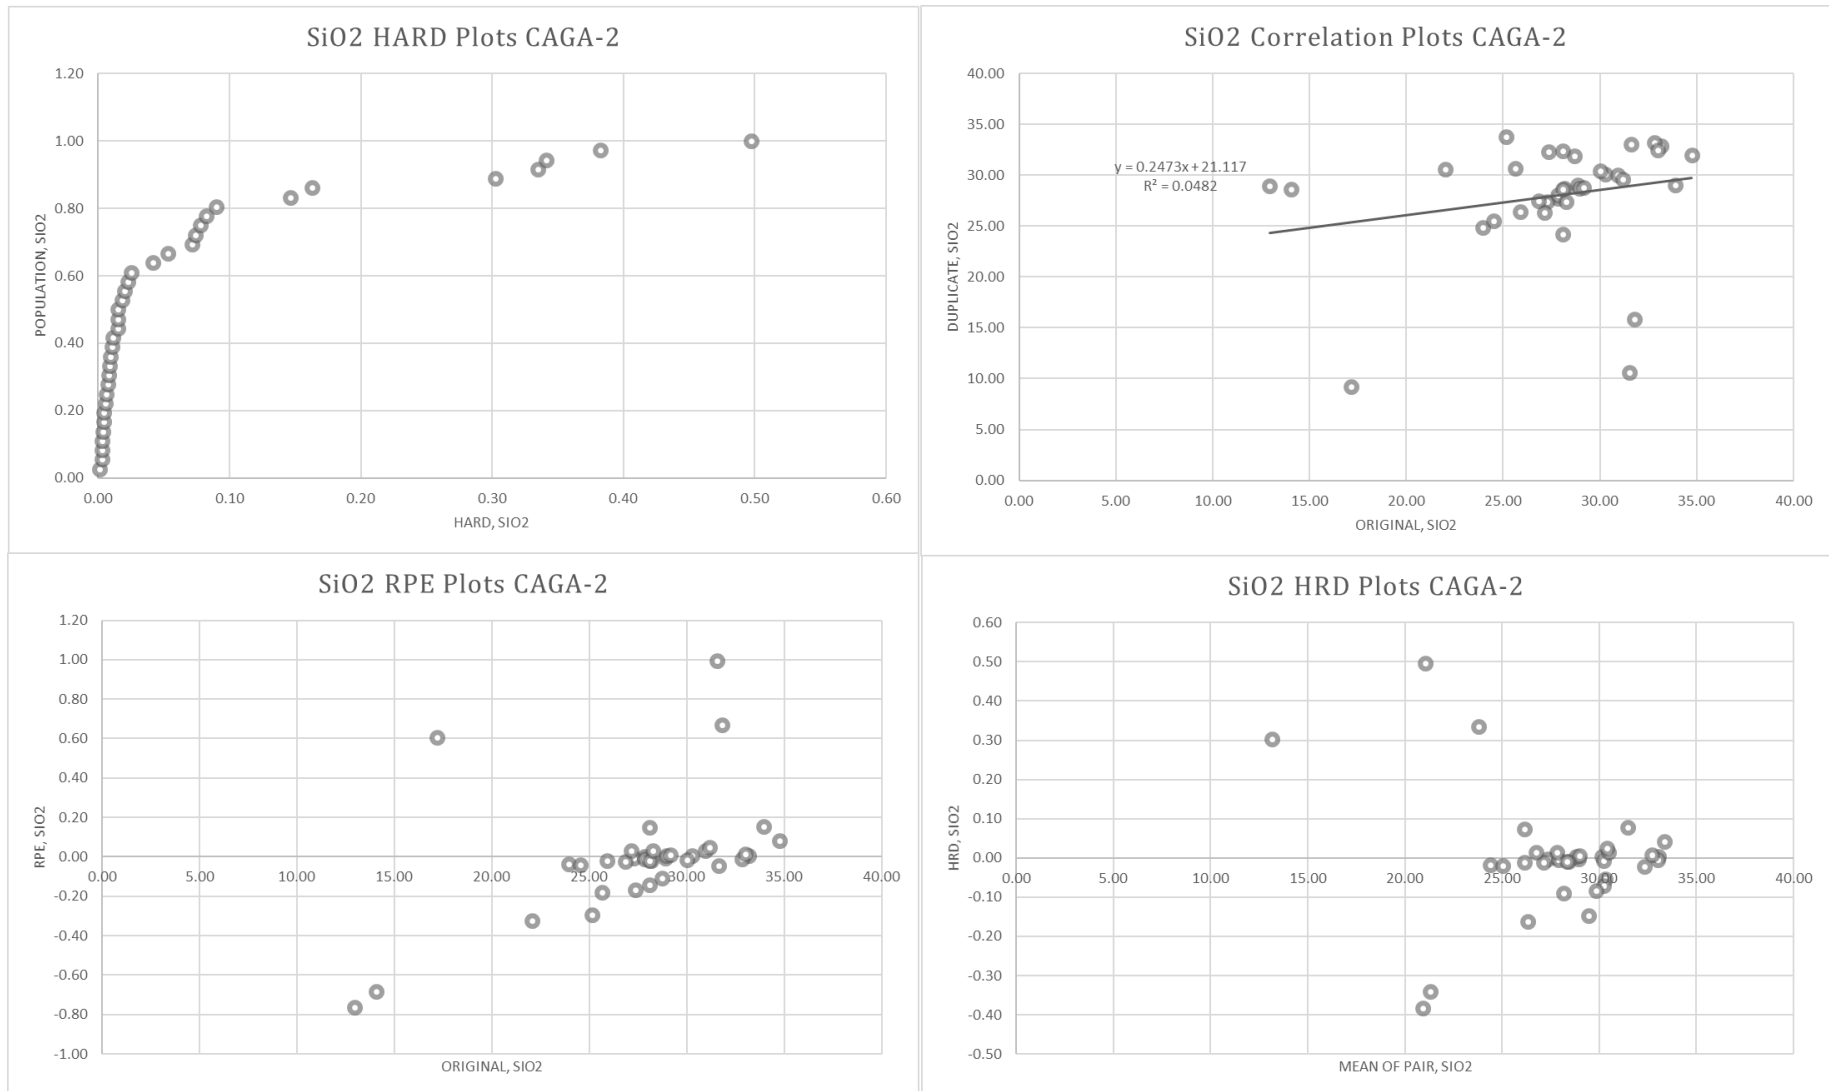 SiO2 HARD Plots CAGA-2
1.20
1.00
0.80
0.60
0.40
0.20
0.00
POPULATION, SIO2
0.00 0.10 0.20 0.30 0.40 0.50 0.60
HARD, SIO2
SiO2 Correlation Plots CAGA-2
40.00
35.00
30.00
25.00
20.00
15.00
10.00
5.00
0.00
DUPLICATE, SIO2
y = 0.2473x + 21.117
R² = 0.0482
0.00 5.00 10.00 15.00 20.00 25.00 30.00 35.00 40.00
ORIGINAL, SIO2
SiO2 RPE Plots CAGA-2
1.20
1.00
0.80
0.60
0.40
0.20
0.00
-0.20
-0.40
-0.60
-0.80
-1.00
RPE, SIO2
0.00 5.00 10.00 15.00 20.00 25.00 30.00 35.00 40.00
ORIGINAL, SIO2
SiO2 HRD Plots CAGA-2
0.60
0.50
0.40
0.30
0.20
0.10
0.00
-0.10
-0.20
-0.30
-0.40
-0.50
HRD, SIO2
0.00 5.00 10.00 15.00 20.00 25.00 30.00 35.00 40.00
MEAN OF PAIR, SIO2